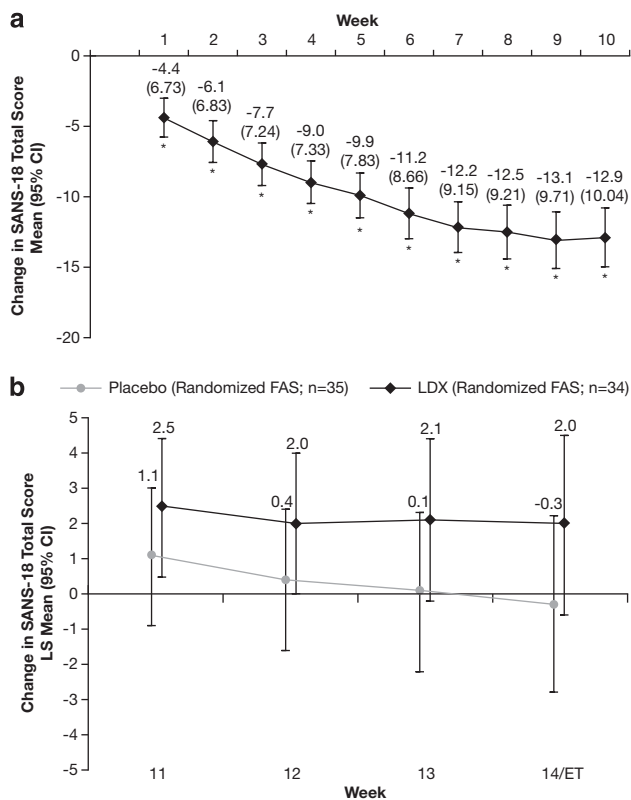 a
Week
1 2 3 4 5 6 7 8 9 10
0
-5
-10
-15
-20
Change in SANS-18 Total Score
Mean (95% CI)
-4.4
(6.73)
-6.1
(6.83)
-7.7
(7.24)
-9.0
(7.33)
-9.9
(7.83)
-11.2
(8.66)
-12.2
(9.15)
-12.5
(9.21)
-13.1
(9.71)
-12.9
(10.04)
* * * * * * * * * *
b
Placebo (Randomized FAS; n=35) LDX (Randomized FAS; n=34)
5
4
3
2
1
0
-1
-2
-3
-4
-5
Change in SANS-18 Total Score
LS Mean (95% CI)
2.5 2.0 2.1 2.0
1.1 0.4 0.1 -0.3
11 12 13 14/ET
Week